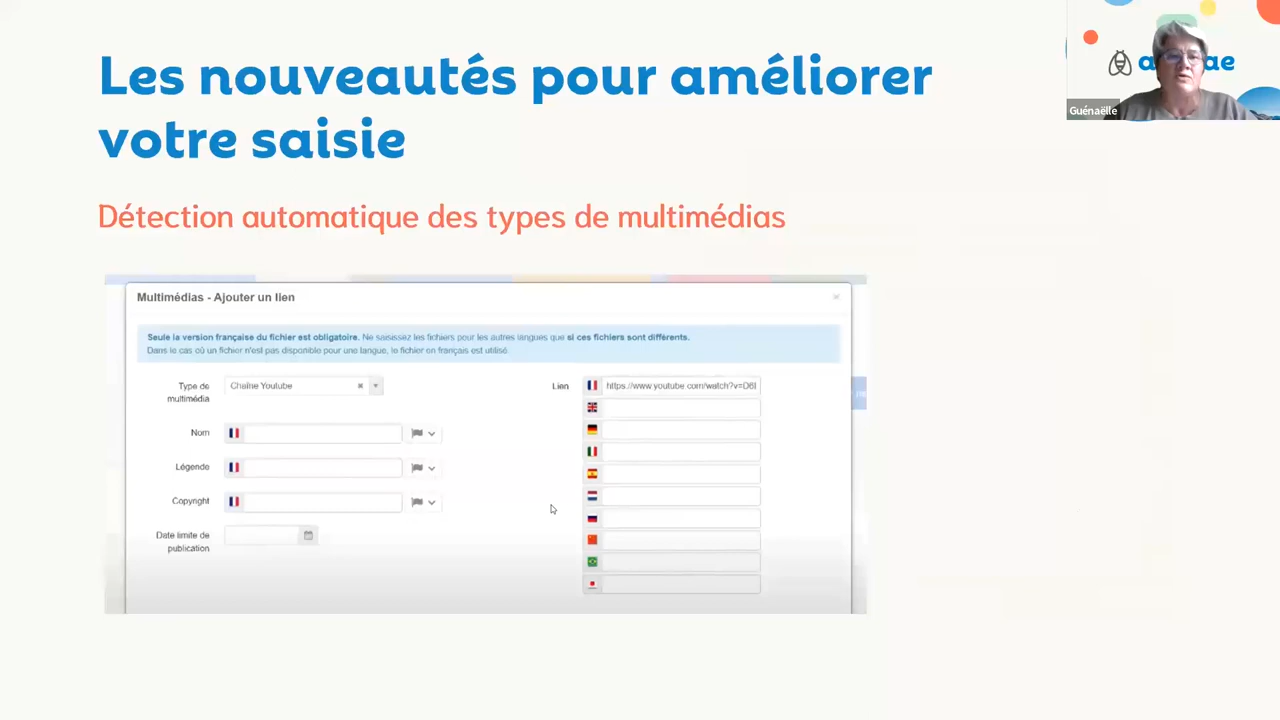 Les nouveautés pour améliorer
votre saisie
Guénaëlle
Détection automatique des types de multimédias
Multimédias - Ajouter un lien
Seule la version française du fichier est obligatoire. Ne saisissez les fichiers pour les autres langues que si ces fichiers sont différents.
Dans le cas où un fichier n'est pas disponible pour une langue, le fichier en français est utilisé.
Type de
multimédia
Chaîne Youtube
Lien
https://www.youtube.com/watch?v=D6
Nom
Légende
Copyright
Date limite de
publication